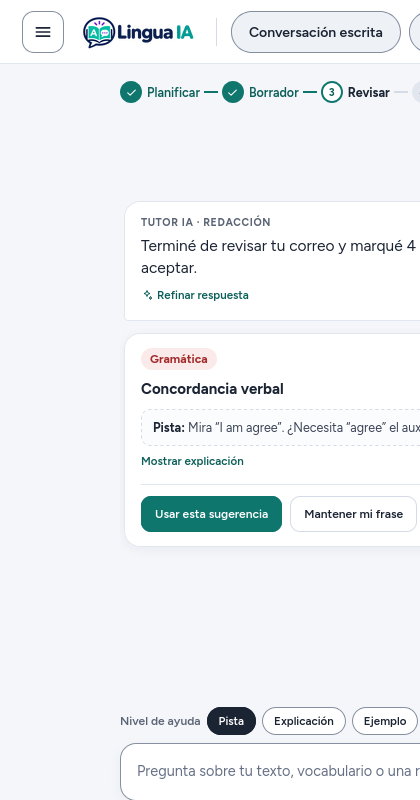 Lingua IA
Conversación escrita
Planificar
Borrador
3 Revisar
TUTOR IA · REDACCIÓN
Terminé de revisar tu correo y marqué 4
aceptar.
Refinar respuesta
Gramática
Concordancia verbal
Pista: Mira “I am agree”. ¿Necesita “agree” el aux
Mostrar explicación
Usar esta sugerencia
Mantener mi frase
Nivel de ayuda
Pista
Explicación
Ejemplo
Pregunta sobre tu texto, vocabulario o una r